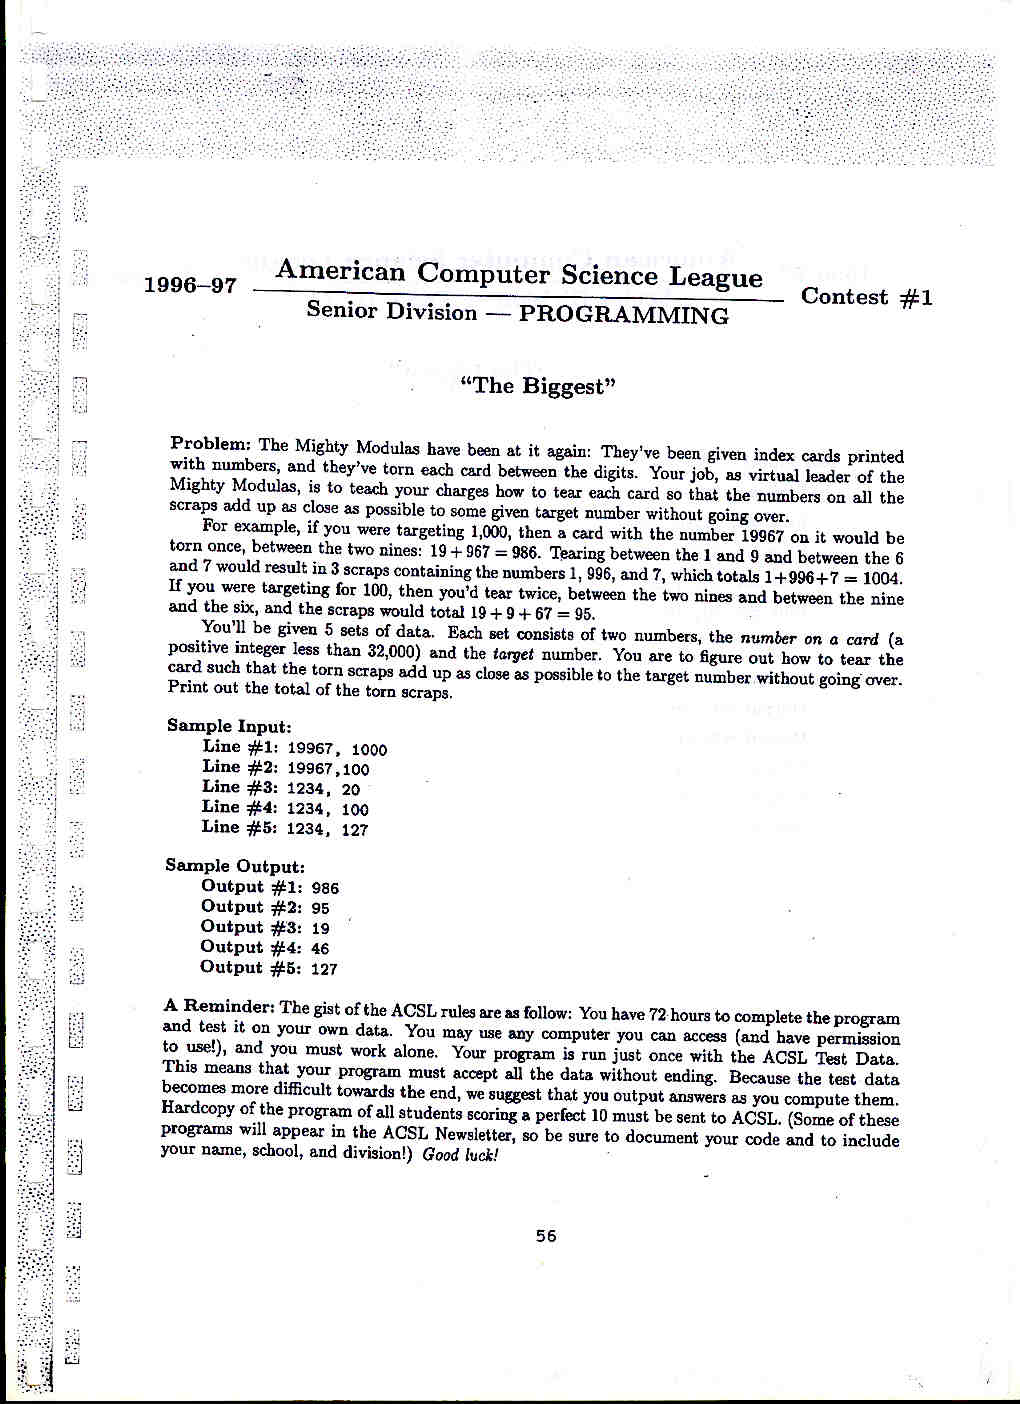 American Computer Science League
1996–97
Contest #1
Senior Division — PROGRAMMING
“The Biggest”
Problem: The Mighty Modulas have been at it again: They've been given index cards printed
with numbers, and they've torn each card between the digits. Your job, as virtual leader of the
Mighty Modulas, is to teach your charges how to tear each card so that the numbers on all the
scraps add up as close as possible to some given target number without going over.
For example, if you were targeting 1,000, then a card with the number 19967 on it would be
torn once, between the two nines: 19 + 967 = 986. Tearing between the 1 and 9 and between the 6
and 7 would result in 3 scraps containing the numbers 1, 996, and 7, which totals 1+996+7 = 1004.
If you were targeting for 100, then you'd tear twice, between the two nines and between the nine
and the six, and the scraps would total 19 + 9 + 67 = 95.
You'll be given 5 sets of data. Each set consists of two numbers, the number on a card (a
positive integer less than 32,000) and the target number. You are to figure out how to tear the
card such that the torn scraps add up as close as possible to the target number without going over.
Print out the total of the torn scraps.
Sample Input:
Line #1: 19967, 1000
Line #2: 19967,100
Line #3: 1234, 20
Line #4: 1234, 100
Line #5: 1234, 127
Sample Output:
Output #1: 986
Output #2: 95
Output #3: 19
Output #4: 46
Output #5: 127
A Reminder: The gist of the ACSL rules are as follow: You have 72 hours to complete the program
and test it on your own data. You may use any computer you can access (and have permission
to use!), and you must work alone. Your program is run just once with the ACSL Test Data.
This means that your program must accept all the data without ending. Because the test data
becomes more difficult towards the end, we suggest that you output answers as you compute them.
Hardcopy of the program of all students scoring a perfect 10 must be sent to ACSL. (Some of these
programs will appear in the ACSL Newsletter, so be sure to document your code and to include
your name, school, and division!) Good luck!
56